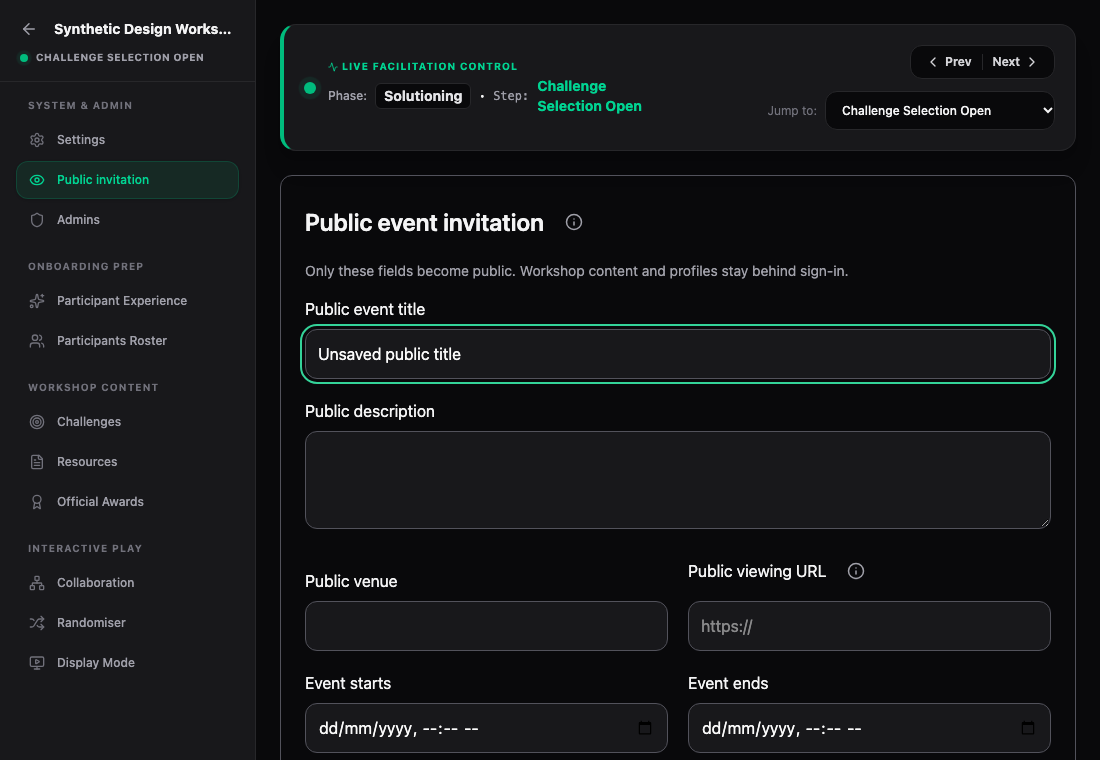 Synthetic Design Works...
CHALLENGE SELECTION OPEN
SYSTEM & ADMIN
Settings
Public invitation
Admins
ONBOARDING PREP
Participant Experience
Participants Roster
WORKSHOP CONTENT
Challenges
Resources
Official Awards
INTERACTIVE PLAY
Collaboration
Randomiser
Display Mode
LIVE FACILITATION CONTROL
Phase: Solutioning • Step: Challenge
Selection Open
Prev Next
Jump to: Challenge Selection Open
Public event invitation
Only these fields become public. Workshop content and profiles stay behind sign-in.
Public event title
Unsaved public title
Public description
Public venue
Public viewing URL
https://
Event starts
Event ends
dd/mm/yyyy, --:-- --
dd/mm/yyyy, --:-- --